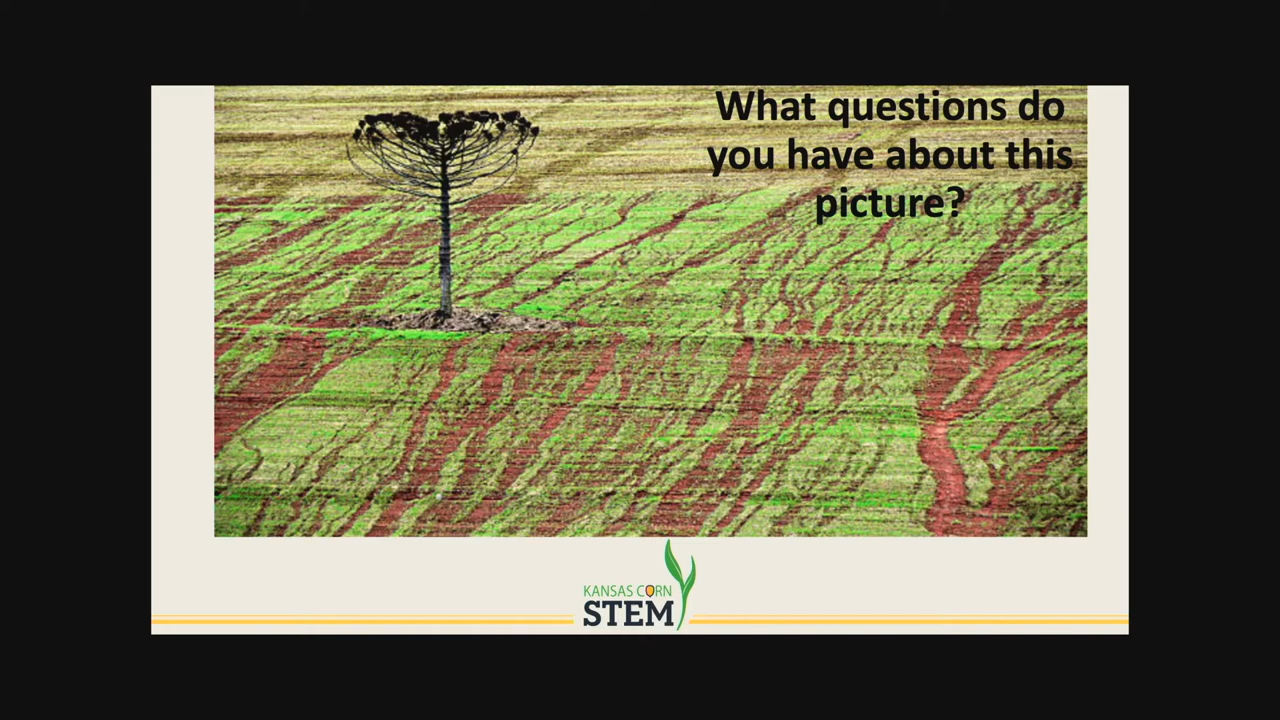 What questions do
you have about this
picture?
KANSAS CORN
STEM